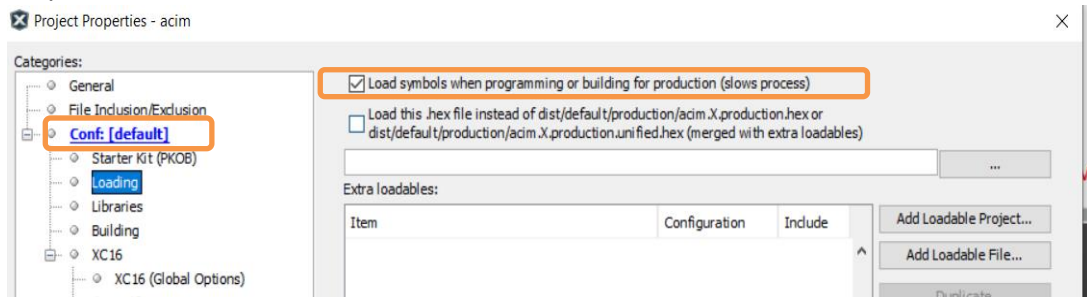 Project Properties - acim
Categories:
General
File Inclusion/Exclusion
Conf: [default]
Starter Kit (PKOB)
Loading
Libraries
Building
XC16
XC16 (Global Options)
Load symbols when programming or building for production (slows process)
Load this .hex file instead of dist/default/production/acim.X.production.hex or
dist/default/production/acim.X.production.unified.hex (merged with extra loadables)
...
Extra loadables:
Item Configuration Include
Add Loadable Project...
Add Loadable File...
Duplicate